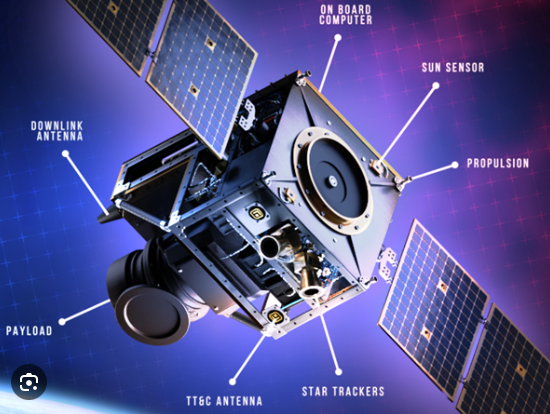 ON BOARD
COMPUTER
SUN SENSOR
DOWNLINK
ANTENNA
PROPULSION
PAYLOAD
STAR TRACKERS
TT&C ANTENNA